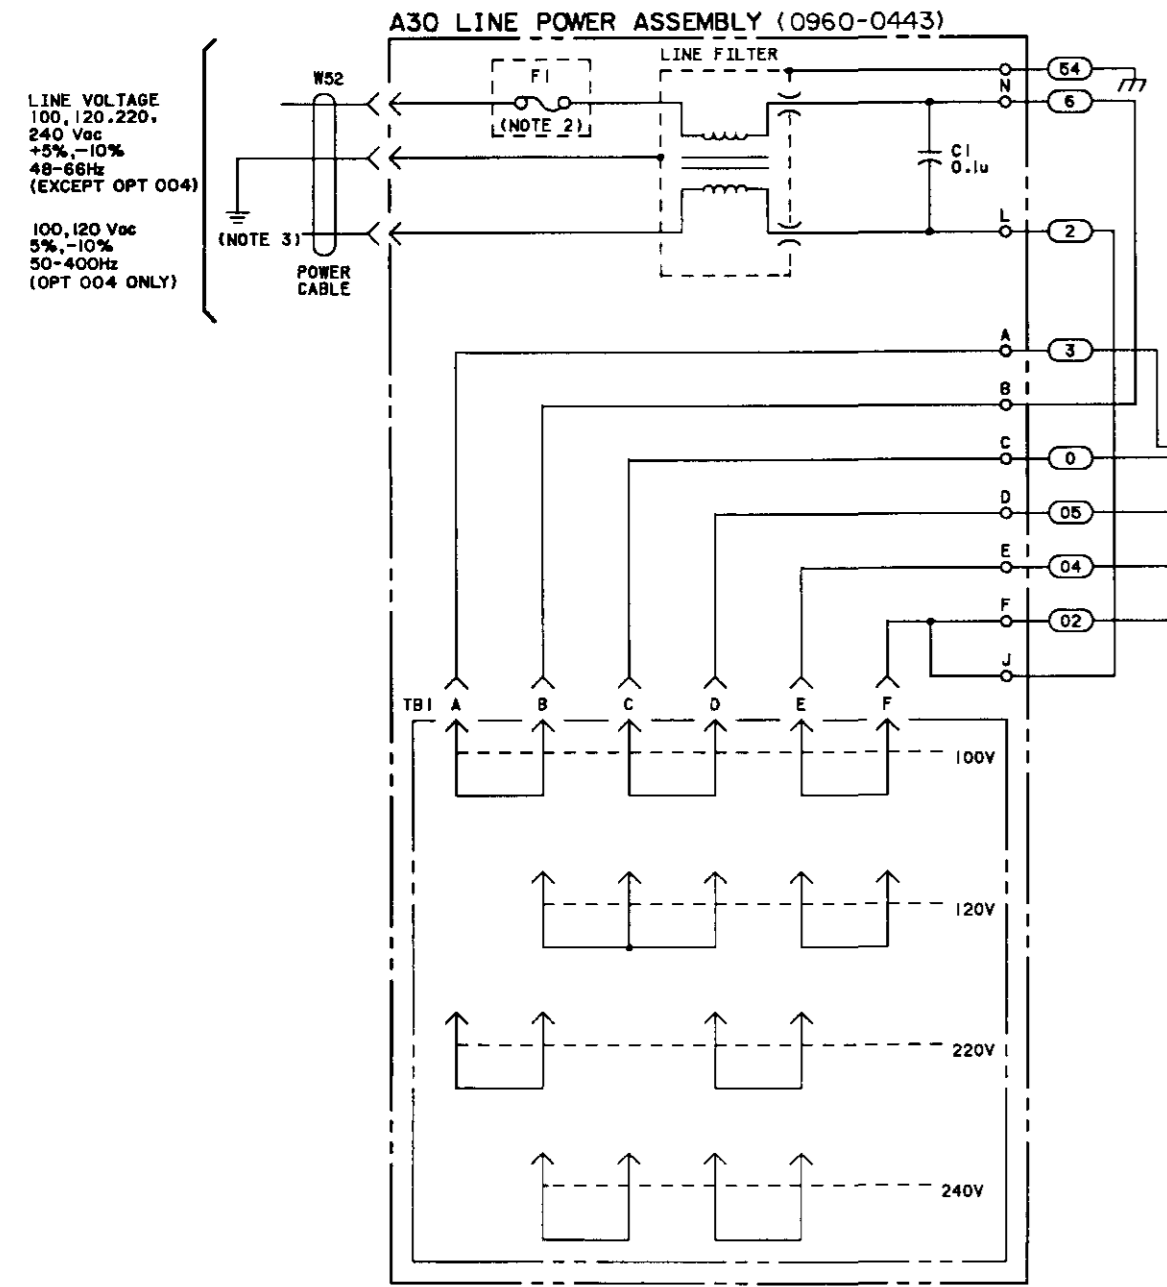 A30 LINE POWER ASSEMBLY (0960-0443)
LINE FILTER
W52
F1
(NOTE 2)
LINE VOLTAGE
100, 120.220,
240 Vac
+5%,-10%
48-66Hz
(EXCEPT OPT 004)
100,120 Vac
5%,-10%
50-400Hz
(OPT 004 ONLY)
(NOTE 3)
POWER
CABLE
C1
0.1u
54
N
6
L
2
A
3
B
C
0
D
05
E
04
F
02
J
TB1 A B C D E F
100V
120V
220V
240V